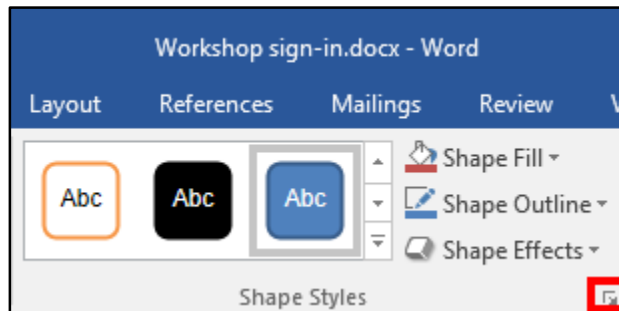 Workshop sign-in.docx - Word
Layout References Mailings Review
Abc Abc Abc
Shape Fill
Shape Outline
Shape Effects
Shape Styles